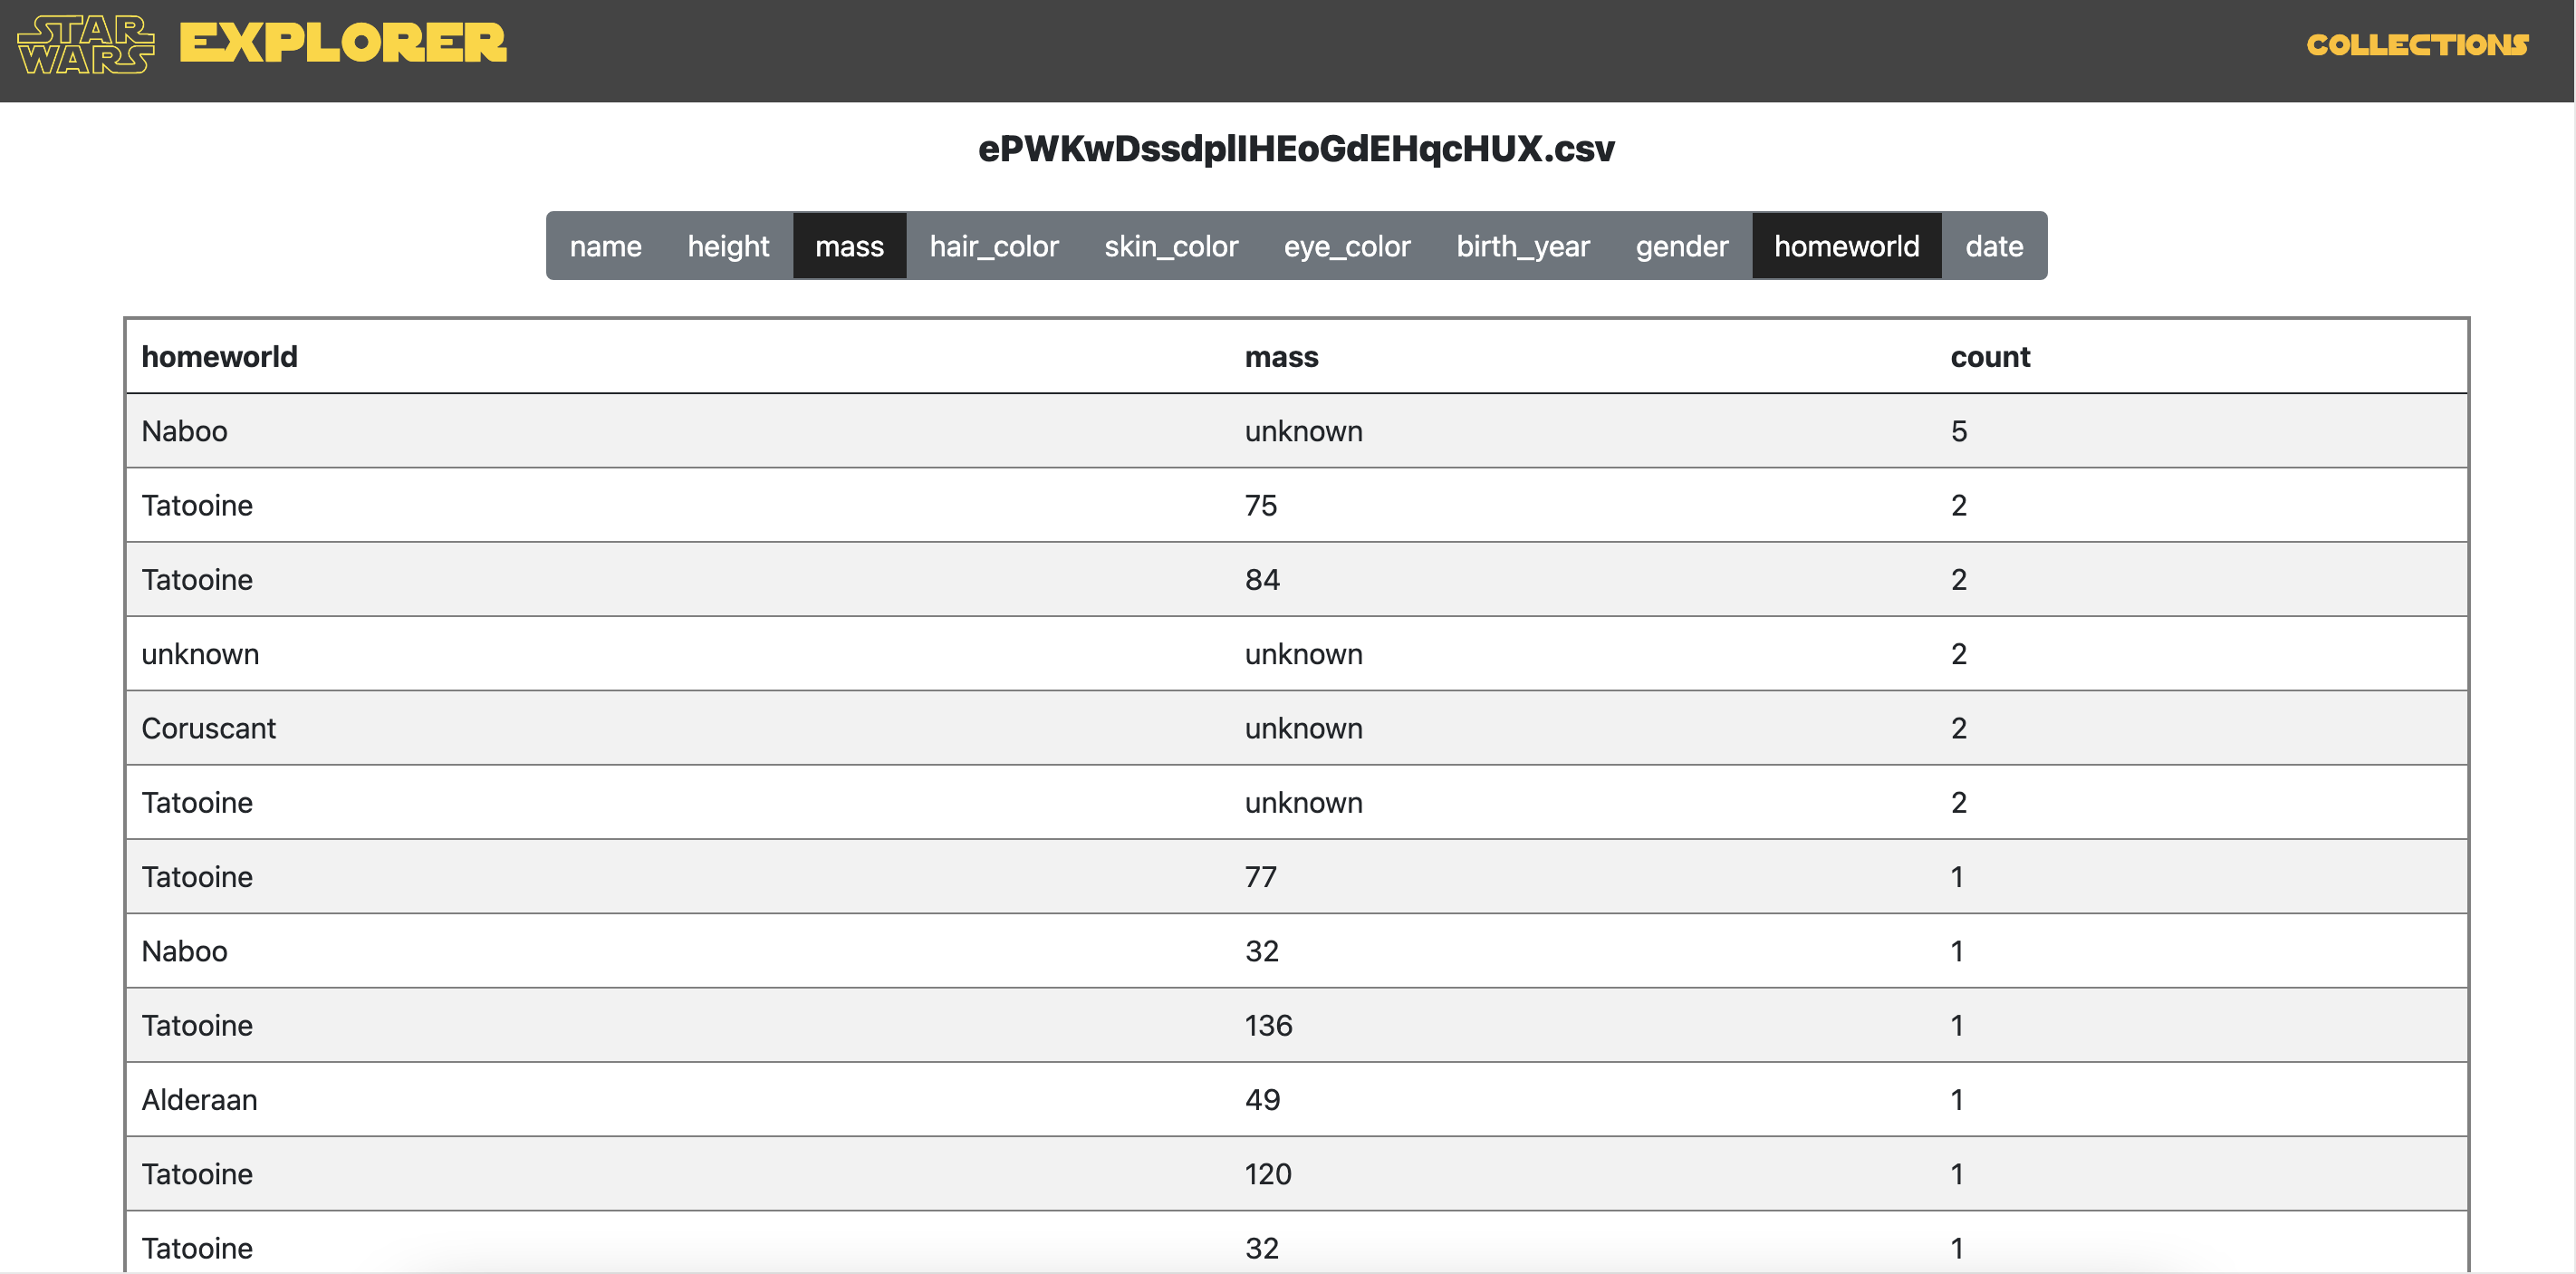 STAR WARS EXPLORER COLLECTIONS
ePWKwDssdplIHEoGdEHqcHUX.csv
name height mass hair_color skin_color eye_color birth_year gender homeworld date
homeworld mass count
Naboo unknown 5
Tatooine 75 2
Tatooine 84 2
unknown unknown 2
Coruscant unknown 2
Tatooine unknown 2
Tatooine 77 1
Naboo 32 1
Tatooine 136 1
Alderaan 49 1
Tatooine 120 1
Tatooine 32 1